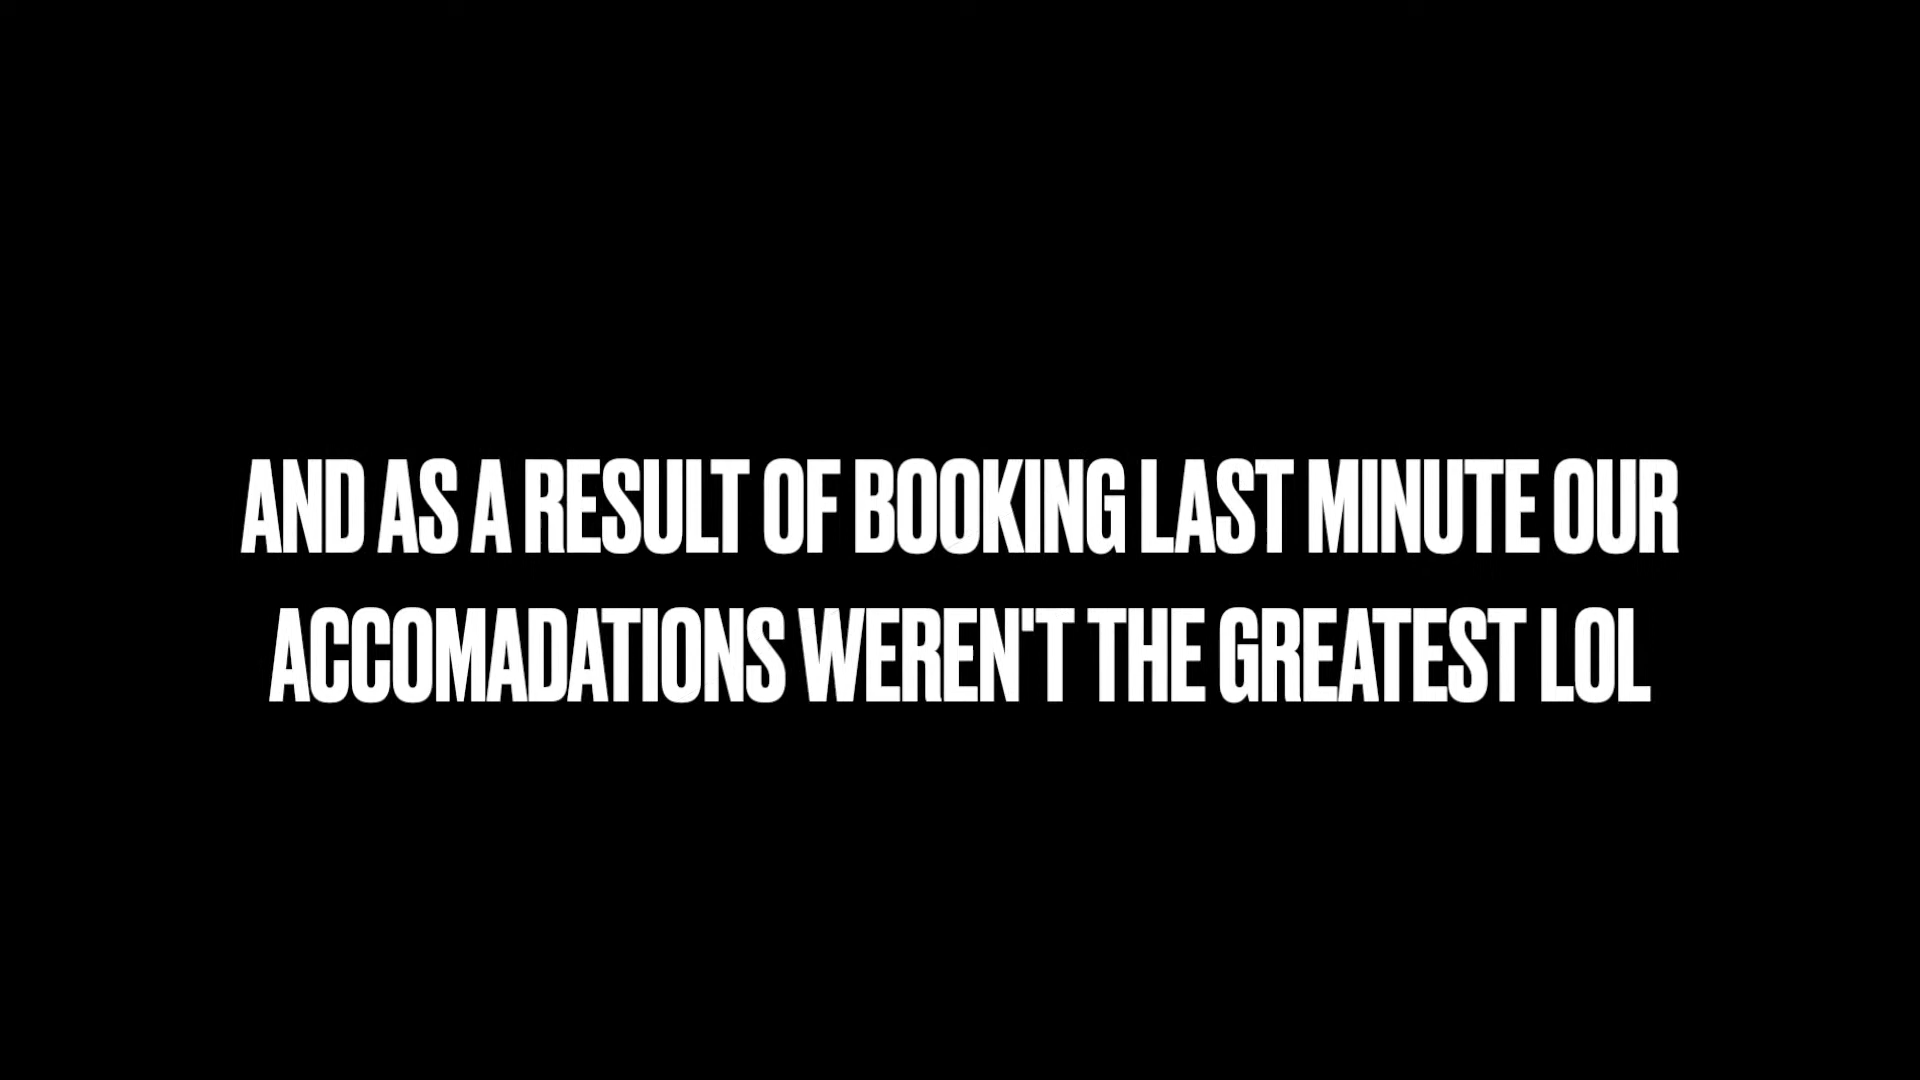 AND AS A RESULT OF BOOKING LAST MINUTE OUR
ACCOMADATIONS WEREN'T THE GREATEST LOL